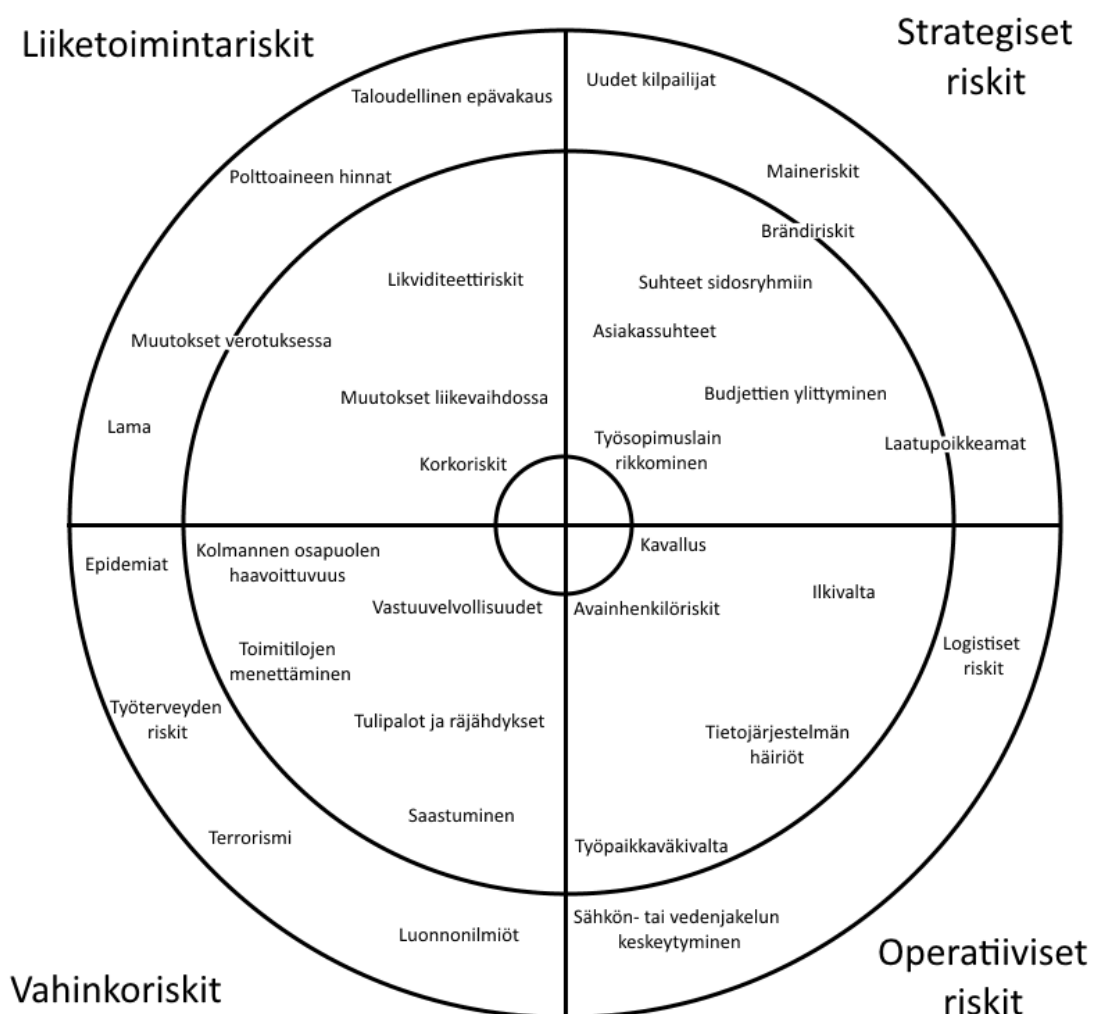 Liiketoimintariskit
Strategiset
riskit
Taloudellinen epävakaus
Polttoaineen hinnat
Likviditeettiriskit
Muutokset verotuksessa
Muutokset liikevaihdossa
Lama
Korkoriskit
Uudet kilpailijat
Maineriskit
Brändiriskit
Suhteet sidosryhmiin
Asiakassuhteet
Budjettien ylittyminen
Työsopimuslain
rikkominen
Laatupoikkeamat
Epidemiat
Kolmannen osapuolen
haavoittuvuus
Vastuuvelvollisuudet
Toimitilojen
menettäminen
Työterveyden
riskit
Tulipalot ja räjähdykset
Saastuminen
Terrorismi
Luonnonilmiöt
Kavallus
Ilkivalta
Avainhenkilöriskit
Logistiset
riskit
Tietojärjestelmän
häiriöt
Työpaikkaväkivalta
Sähkön- tai vedenjakelun
keskeytyminen
Vahinkoriskit
Operatiiviset
riskit